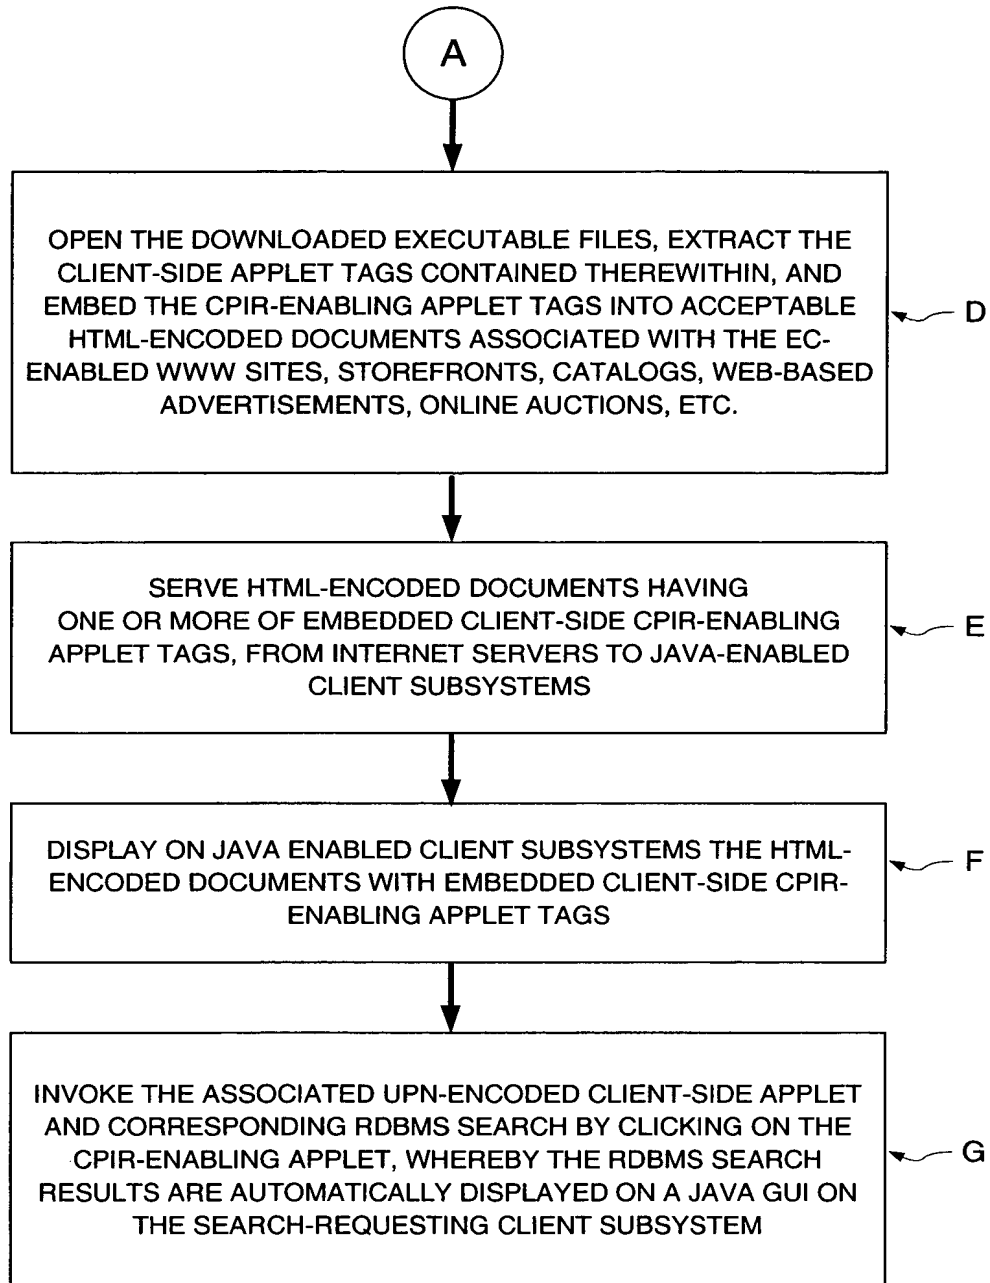 A
OPEN THE DOWNLOADED EXECUTABLE FILES, EXTRACT THE
CLIENT-SIDE APPLET TAGS CONTAINED THEREWITHIN, AND
EMBED THE CPIR-ENABLING APPLET TAGS INTO ACCEPTABLE
HTML-ENCODED DOCUMENTS ASSOCIATED WITH THE EC-
ENABLED WWW SITES, STOREFRONTS, CATALOGS, WEB-BASED
ADVERTISEMENTS, ONLINE AUCTIONS, ETC.
D
SERVE HTML-ENCODED DOCUMENTS HAVING
ONE OR MORE OF EMBEDDED CLIENT-SIDE CPIR-ENABLING
APPLET TAGS, FROM INTERNET SERVERS TO JAVA-ENABLED
CLIENT SUBSYSTEMS
E
DISPLAY ON JAVA ENABLED CLIENT SUBSYSTEMS THE HTML-
ENCODED DOCUMENTS WITH EMBEDDED CLIENT-SIDE CPIR-
ENABLING APPLET TAGS
F
INVOKE THE ASSOCIATED UPN-ENCODED CLIENT-SIDE APPLET
AND CORRESPONDING RDBMS SEARCH BY CLICKING ON THE
CPIR-ENABLING APPLET, WHEREBY THE RDBMS SEARCH
RESULTS ARE AUTOMATICALLY DISPLAYED ON A JAVA GUI ON
THE SEARCH-REQUESTING CLIENT SUBSYSTEM
G